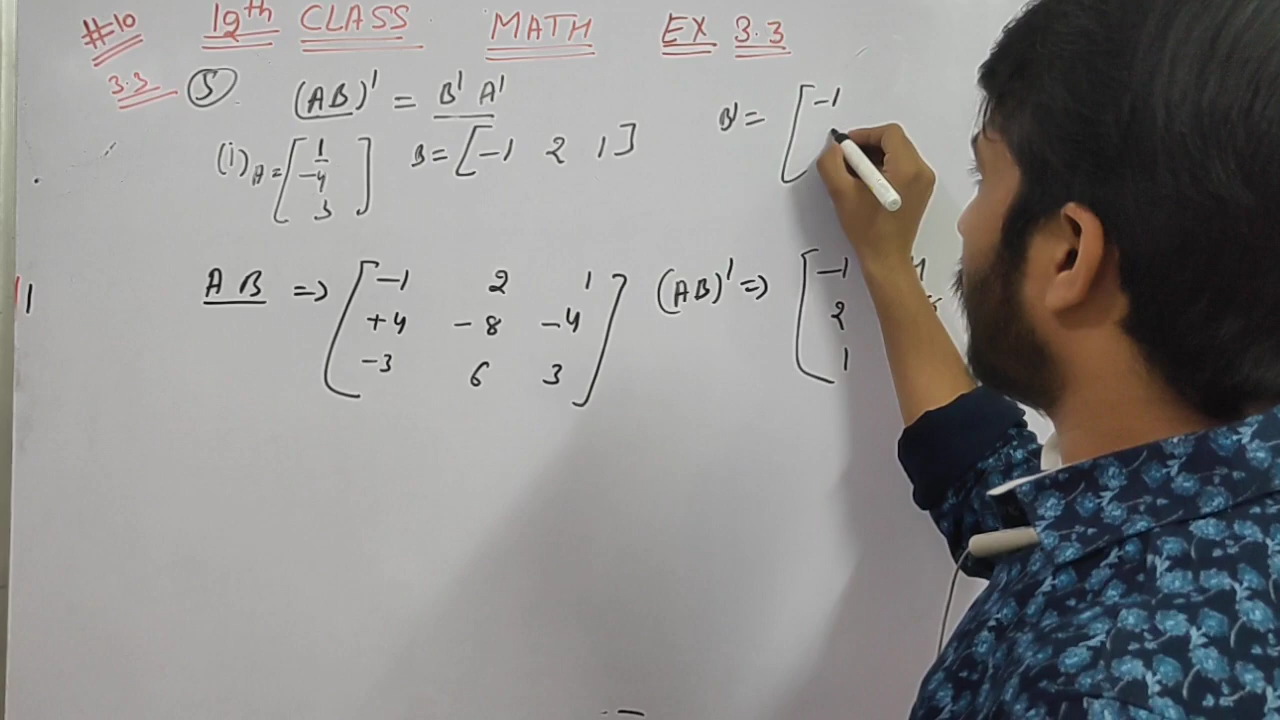 #10 19th CLASS MATH EX 3.3
3.3 5 (AB)' = B' A'
(i) A = [ 1 -4 3 ] B = [ -1 2 1 ]
B' = [ -1
AB => [ -1 2 1
+4 -8 -4
-3 6 3 ]
(AB)' => [ -1
2
1